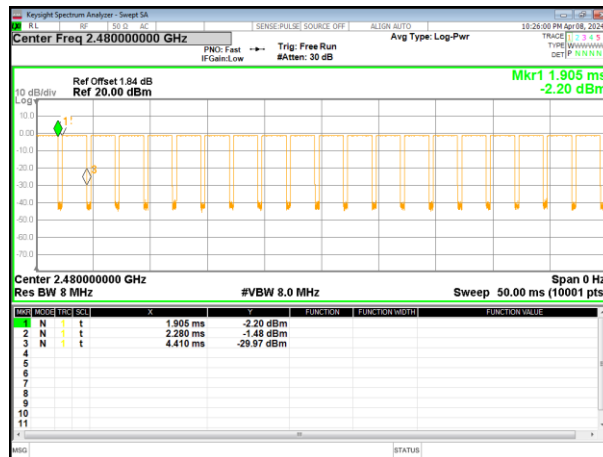 Keysight Spectrum Analyzer - Swept SA
RL RF 50 Ω AC SENSE:PULSE SOURCE OFF ALIGN AUTO 10:26:00 PM Apr 08, 2024
Center Freq 2.480000000 GHz Avg Type: Log-Pwr TRACE 1 2 3 4 5
PNO: Fast Trig: Free Run TYPE
IFGain:Low #Atten: 30 dB DET P N N N N
Mkr1 1.905 ms
Ref Offset 1.84 dB -2.20 dBm
10 dB/div Ref 20.00 dBm
Log
10.0
0.00
-10.0
-20.0
-30.0
-40.0
-50.0
-60.0
-70.0
1
3
Center 2.480000000 GHz Span 0 Hz
Res BW 8 MHz #VBW 8.0 MHz Sweep 50.00 ms (10001 pts
MKR MODE TRC SCL X Y FUNCTION FUNCTION WIDTH FUNCTION VALUE
1 N 1 t 1.905 ms -2.20 dBm
2 N 1 t 2.280 ms -1.48 dBm
3 N 1 t 4.410 ms -29.97 dBm
4
5
6
7
8
9
10
11
MSG STATUS